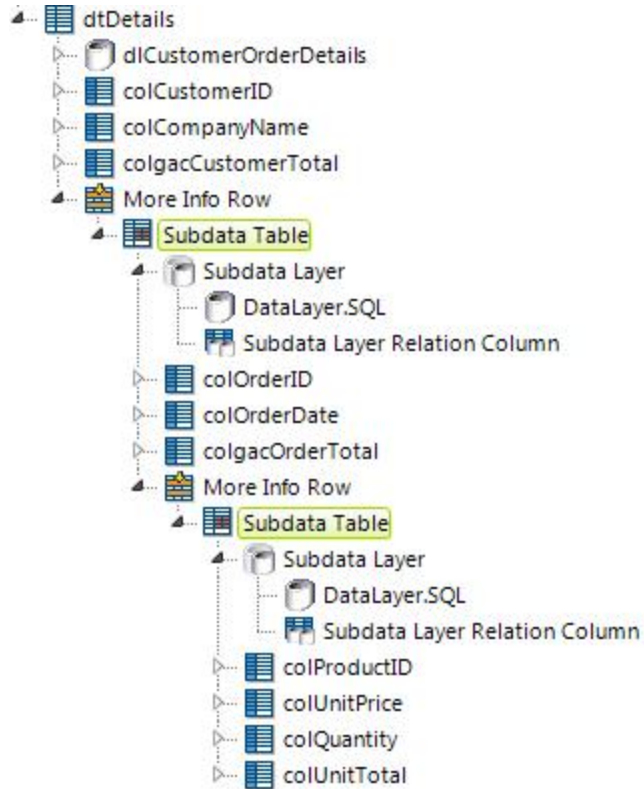 dtDetails
dlCustomerOrderDetails
colCustomerID
colCompanyName
colgacCustomerTotal
More Info Row
Subdata Table
Subdata Layer
DataLayer.SQL
Subdata Layer Relation Column
colOrderID
colOrderDate
colgacOrderTotal
More Info Row
Subdata Table
Subdata Layer
DataLayer.SQL
Subdata Layer Relation Column
colProductID
colUnitPrice
colQuantity
colUnitTotal